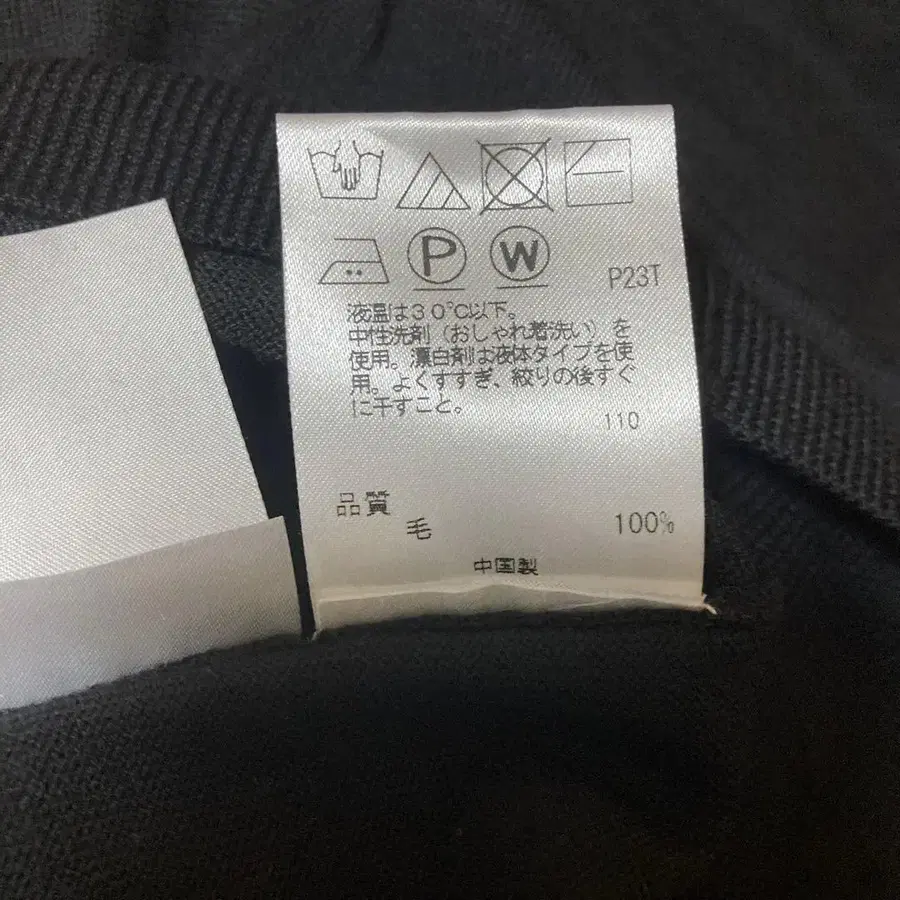 P W
P23T
液温は30℃以下。
中性洗剤（おしゃれ着洗い）を
使用。漂白剤は液体タイプを使
用。よくすすぎ、絞りの後すぐ
に干すこと。
110
品質
毛 100%
中国製